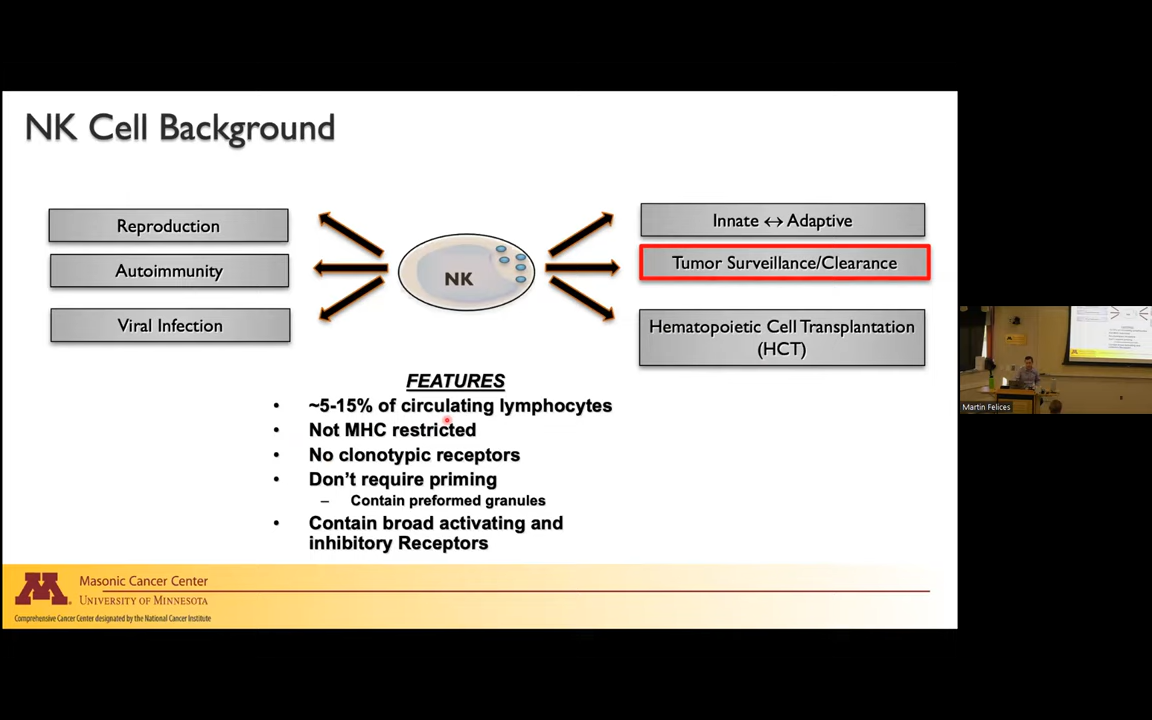 NK Cell Background
Reproduction
Autoimmunity
Viral Infection
NK
Innate ↔ Adaptive
Tumor Surveillance/Clearance
Hematopoietic Cell Transplantation
(HCT)
FEATURES
• ~5-15% of circulating lymphocytes
• Not MHC restricted
• No clonotypic receptors
• Don't require priming
– Contain preformed granules
• Contain broad activating and
inhibitory Receptors
M
Masonic Cancer Center
UNIVERSITY OF MINNESOTA
Comprehensive Cancer Center designated by the National Cancer Institute
Martin Felices